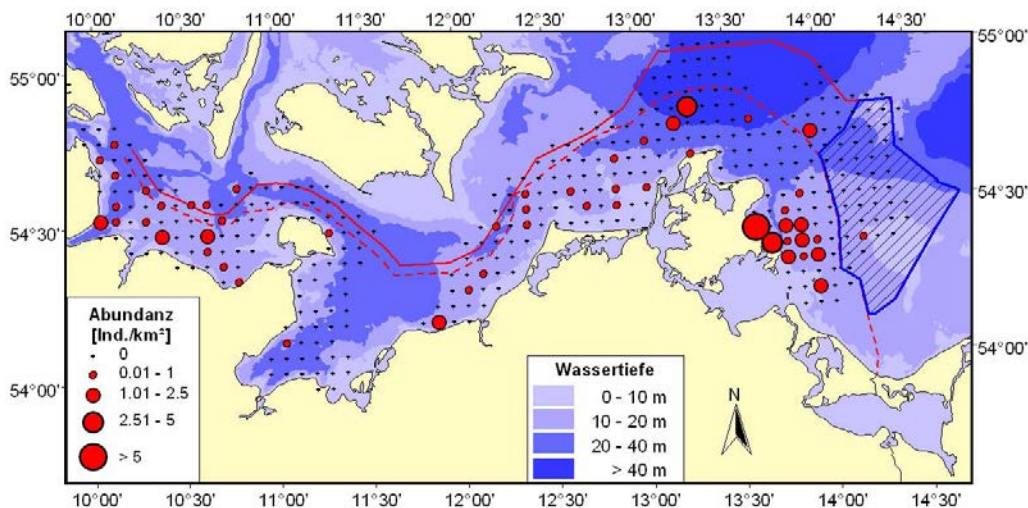 10°00' 10°30' 11°00' 11°30' 12°00' 12°30' 13°00' 13°30' 14°00' 14°30'
55°00' 55°00'
54°30' 54°30'
54°00' 54°00'
Abundanz
[Ind./km²]
0
0.01 - 1
1.01 - 2.5
2.51 - 5
> 5
Wassertiefe
0 - 10 m
10 - 20 m
20 - 40 m
> 40 m
N
10°00' 10°30' 11°00' 11°30' 12°00' 12°30' 13°00' 13°30' 14°00' 14°30'